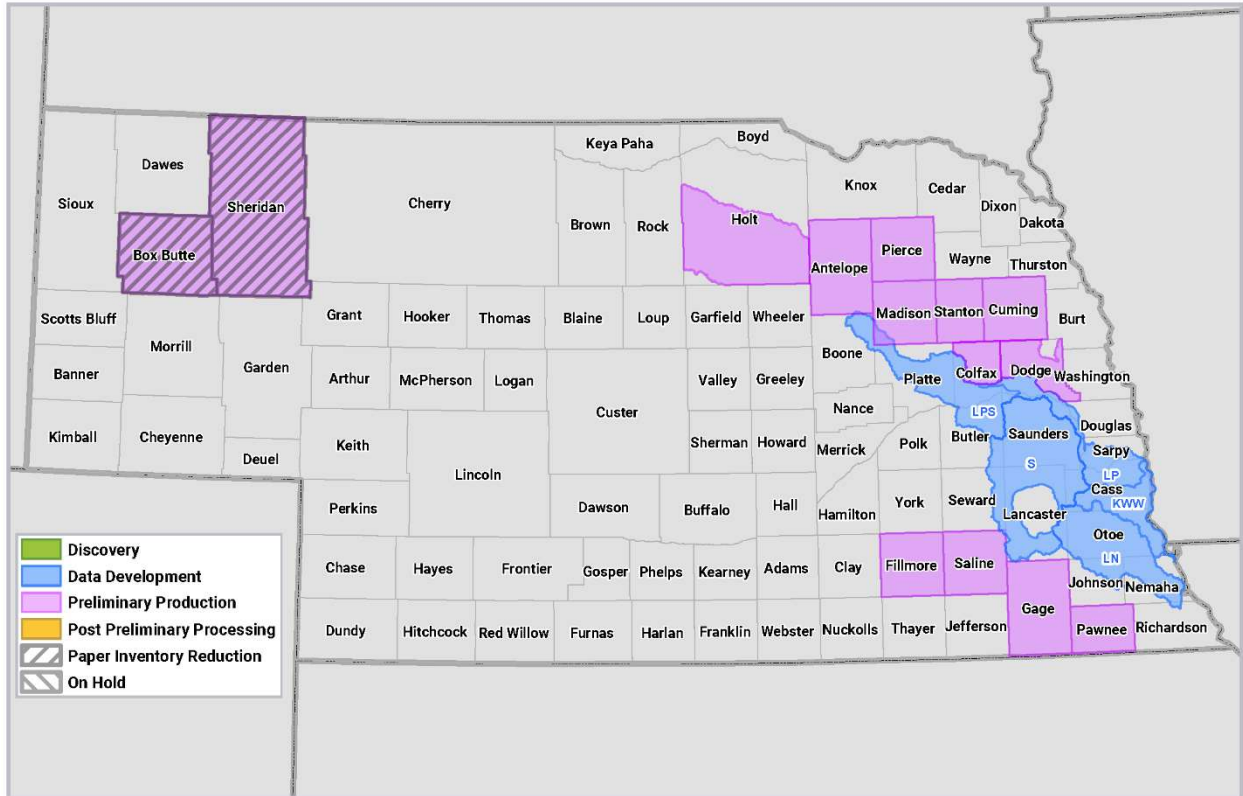 Keya Paha
Boyd
Dawes
Knox
Cedar
Sioux
Sheridan
Cherry
Dixon
Dakota
Holt
Brown
Rock
Box Butte
Pierce
Wayne
Antelope
Thurston
Scotts Bluff
Grant
Hooker
Thomas
Blaine
Loup
Garfield
Wheeler
Madison
Stanton
Cuming
Burt
Morrill
Boone
Garden
Banner
Arthur
McPherson
Logan
Valley
Greeley
Platte
Colfax
Dodge
Washington
Custer
Nance
LPS
Kimball
Cheyenne
Deuel
Keith
Sherman
Howard
Merrick
Polk
Butler
Saunders
Douglas
Sarpy
Lincoln
S
LP
Cass
KWW
Perkins
Dawson
Buffalo
Hall
Hamilton
York
Seward
Lancaster
Otoe
Chase
Hayes
Frontier
Gosper
Phelps
Kearney
Adams
Clay
Fillmore
Saline
LN
Johnson
Nemaha
Gage
Dundy
Hitchcock
Red Willow
Furnas
Harlan
Franklin
Webster
Nuckolls
Thayer
Jefferson
Pawnee
Richardson
Discovery
Data Development
Preliminary Production
Post Preliminary Processing
Paper Inventory Reduction
On Hold